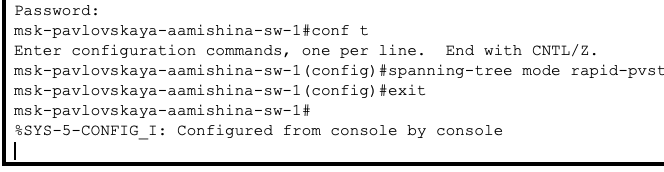 Password:
msk-pavlovskaya-aamishina-sw-1#conf t
Enter configuration commands, one per line.  End with CNTL/Z.
msk-pavlovskaya-aamishina-sw-1(config)#spanning-tree mode rapid-pvst
msk-pavlovskaya-aamishina-sw-1(config)#exit
msk-pavlovskaya-aamishina-sw-1#
%SYS-5-CONFIG_I: Configured from console by console